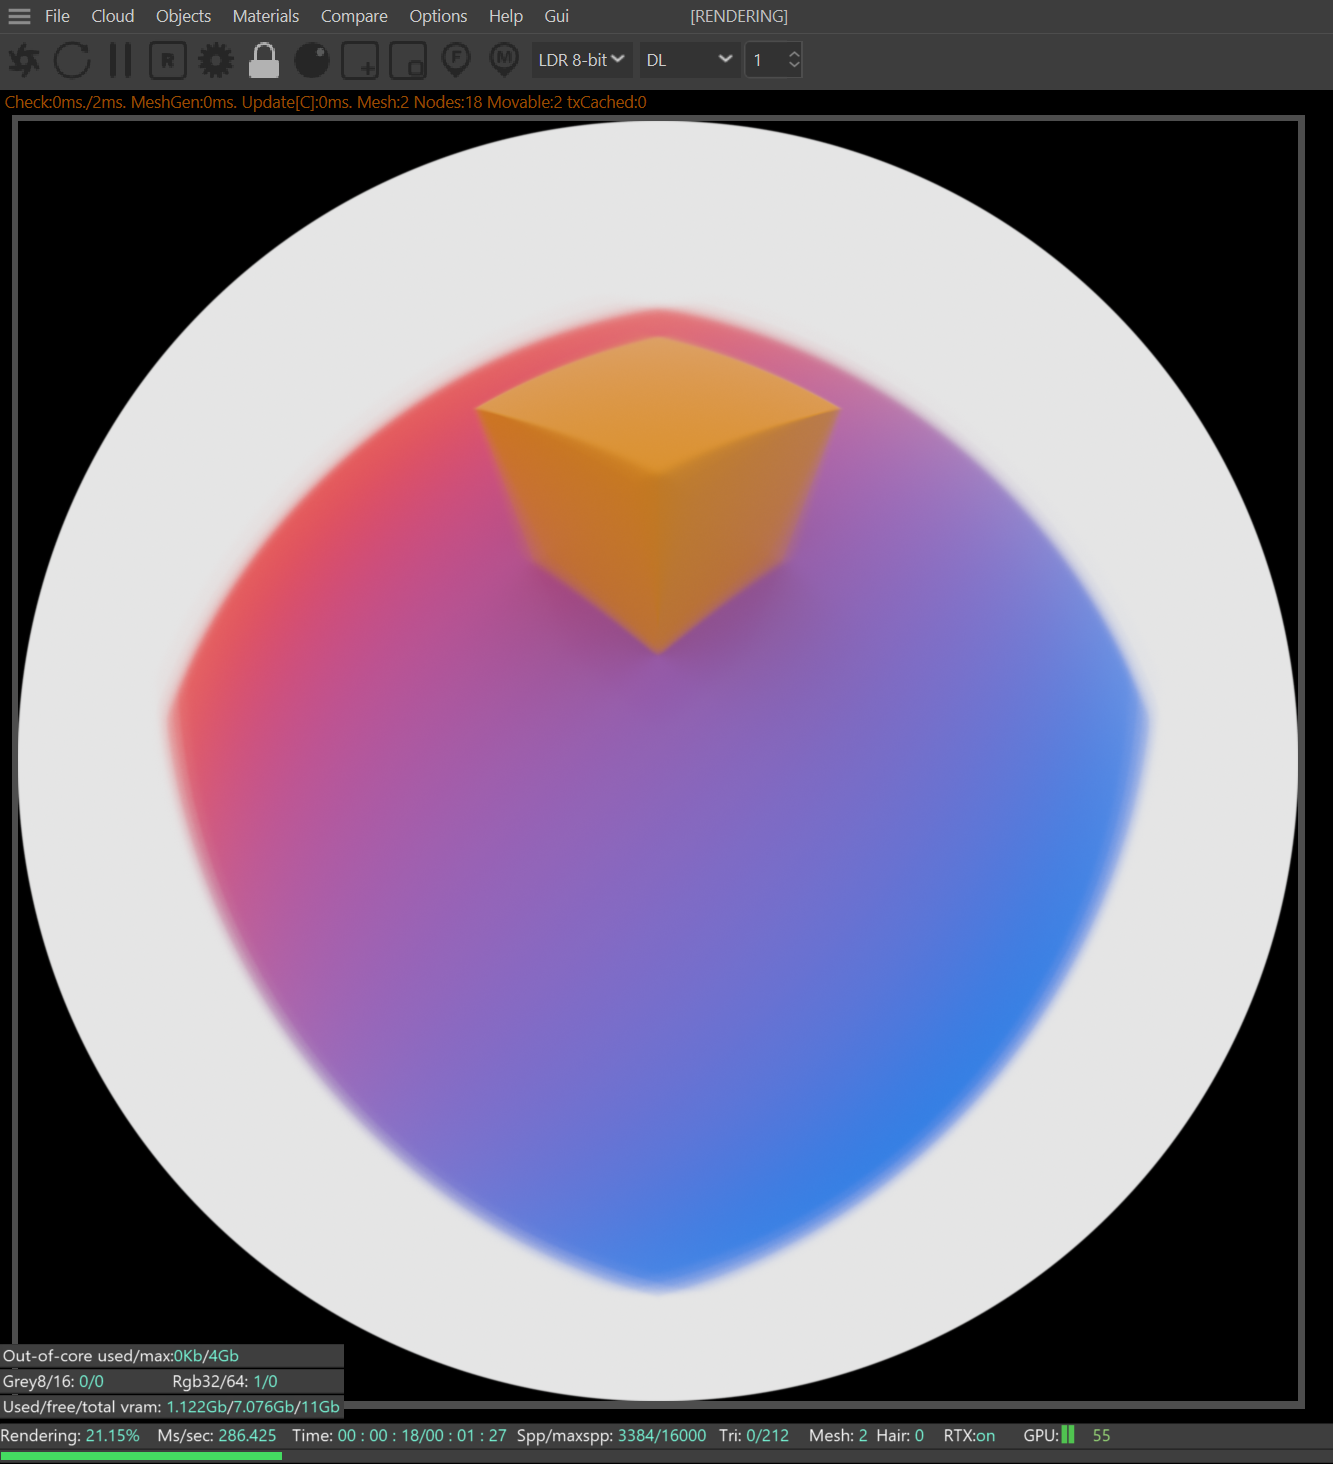 File Cloud Objects Materials Compare Options Help Gui [RENDERING]
R F M LDR 8-bit DL 1
Check:0ms./2ms. MeshGen:0ms. Update[C]:0ms. Mesh:2 Nodes:18 Movable:2 txCached:0
Out-of-core used/max:0Kb/4Gb
Grey8/16: 0/0 Rgb32/64: 1/0
Used/free/total vram: 1.122Gb/7.076Gb/11Gb
Rendering: 21.15% Ms/sec: 286.425 Time: 00 : 00 : 18/00 : 01 : 27 Spp/maxspp: 3384/16000 Tri: 0/212 Mesh: 2 Hair: 0 RTX:on GPU: 55